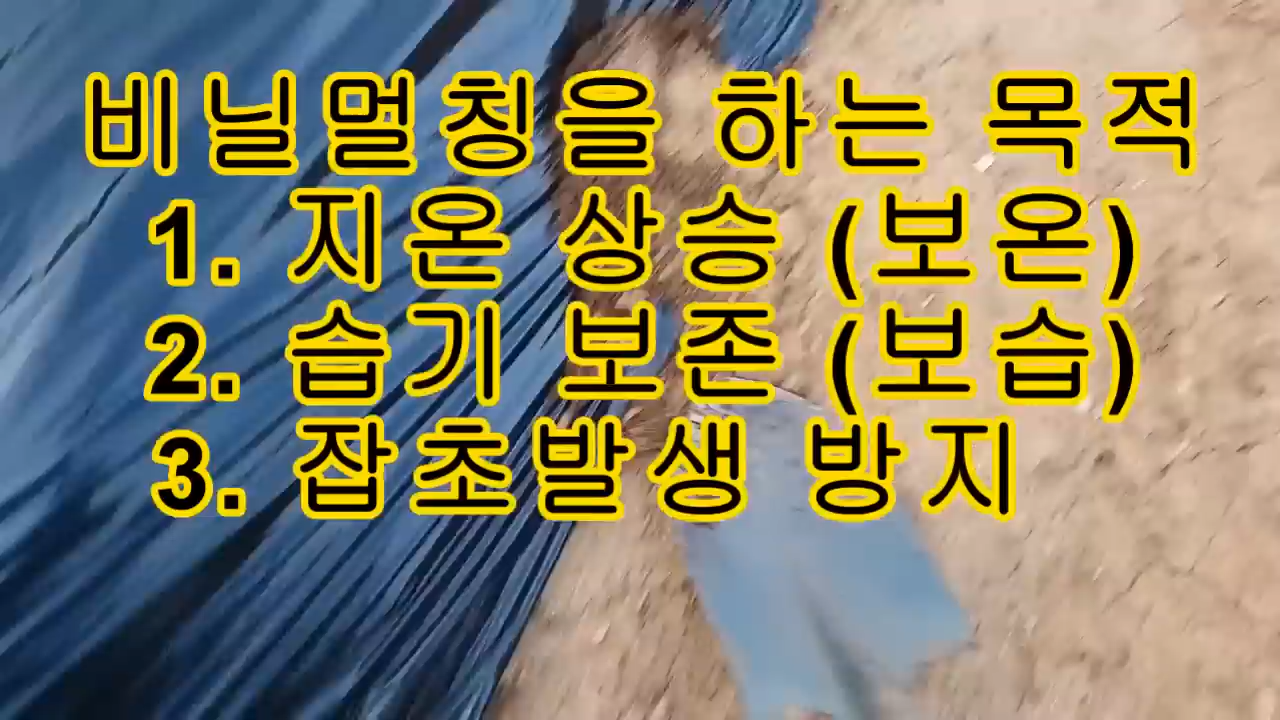 비닐멀칭을 하는 목적
1. 지온 상승 (보온)
2. 습기 보존 (보습)
3. 잡초발생 방지